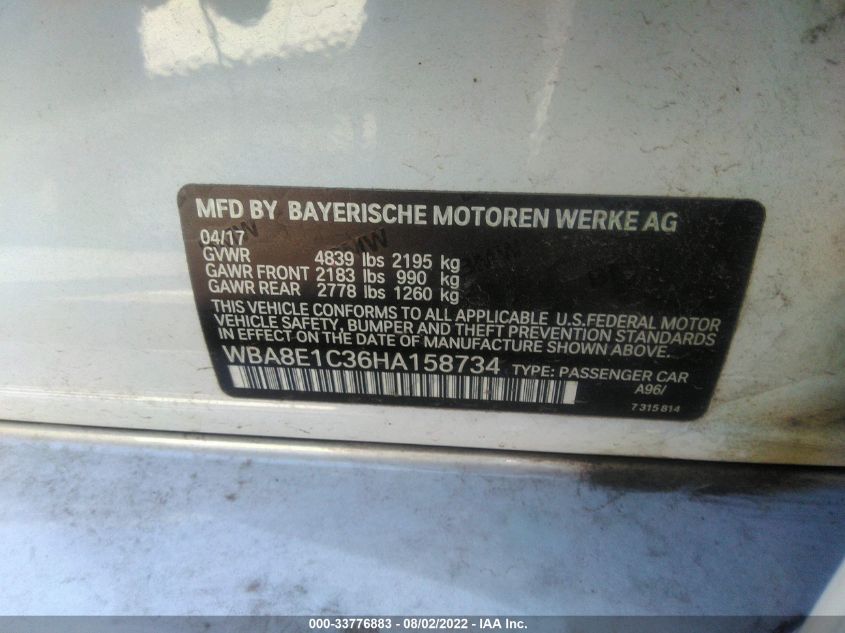 MFD BY BAYERISCHE MOTOREN WERKE AG
04/17
GVWR 4839 lbs 2195 kg
GAWR FRONT 2183 lbs 990 kg
GAWR REAR 2778 lbs 1260 kg
THIS VEHICLE CONFORMS TO ALL APPLICABLE U.S.FEDERAL MOTOR
VEHICLE SAFETY, BUMPER AND THEFT PREVENTION STANDARDS
IN EFFECT ON THE DATE OF MANUFACTURE SHOWN ABOVE.
WBA8E1C36HA158734 TYPE: PASSENGER CAR
A96/
7 315 814
000-33776883 - 08/02/2022 - IAA Inc.